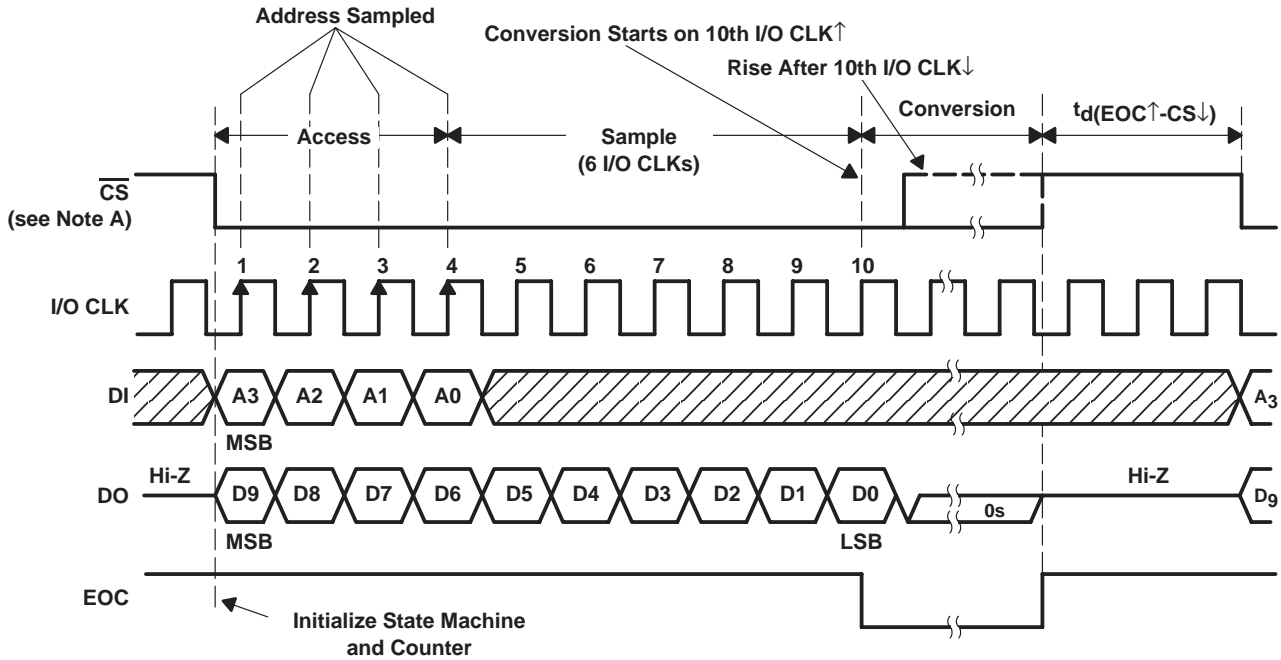 Address Sampled
Conversion Starts on 10th I/O CLK↑
Rise After 10th I/O CLK↓
Access
Sample
(6 I/O CLKs)
Conversion
td(EOC↑-CS↓)
CS
(see Note A)
1 2 3 4 5 6 7 8 9 10
I/O CLK
DI A3 A2 A1 A0 A3
MSB
Hi-Z Hi-Z
DO D9 D8 D7 D6 D5 D4 D3 D2 D1 D0 0s D9
MSB LSB
EOC
Initialize State Machine
and Counter